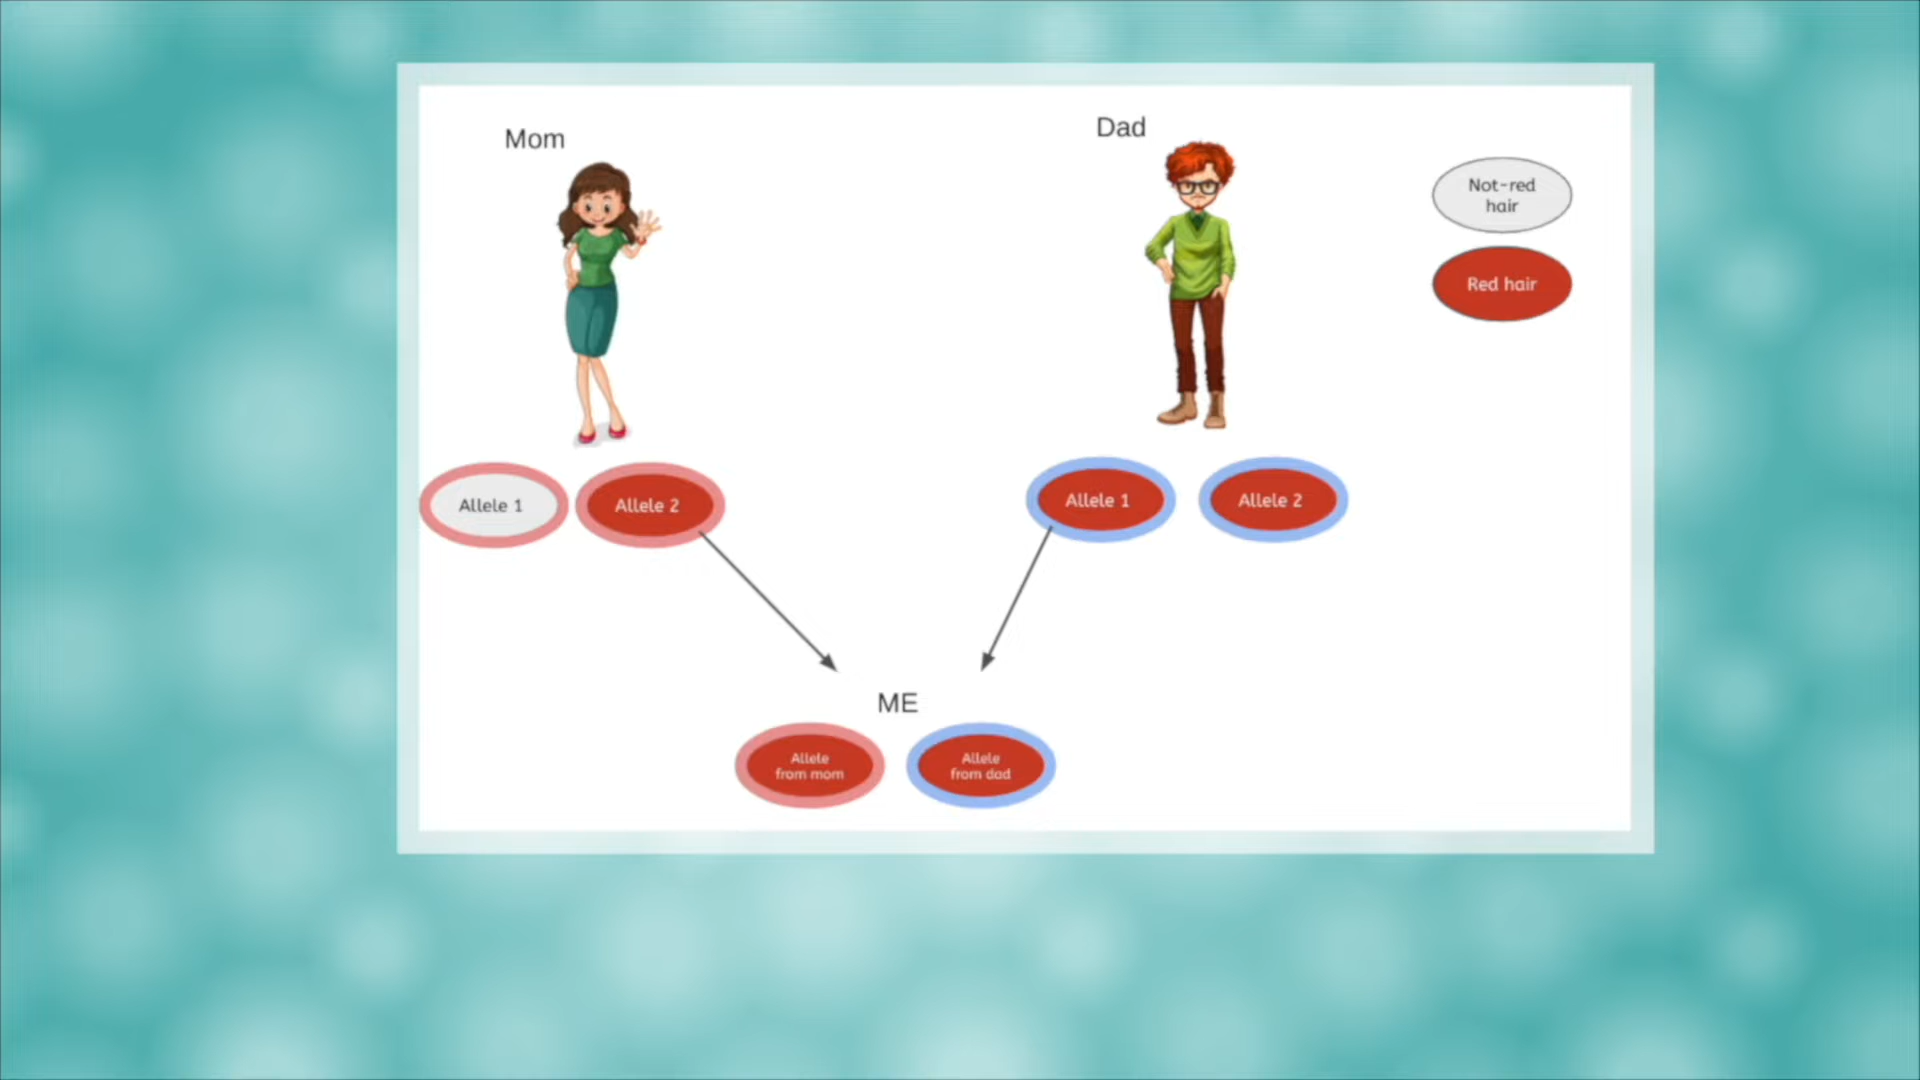 Mom
Dad
Not-red
hair
Red hair
Allele 1
Allele 2
Allele 1
Allele 2
ME
Allele
from mom
Allele
from dad